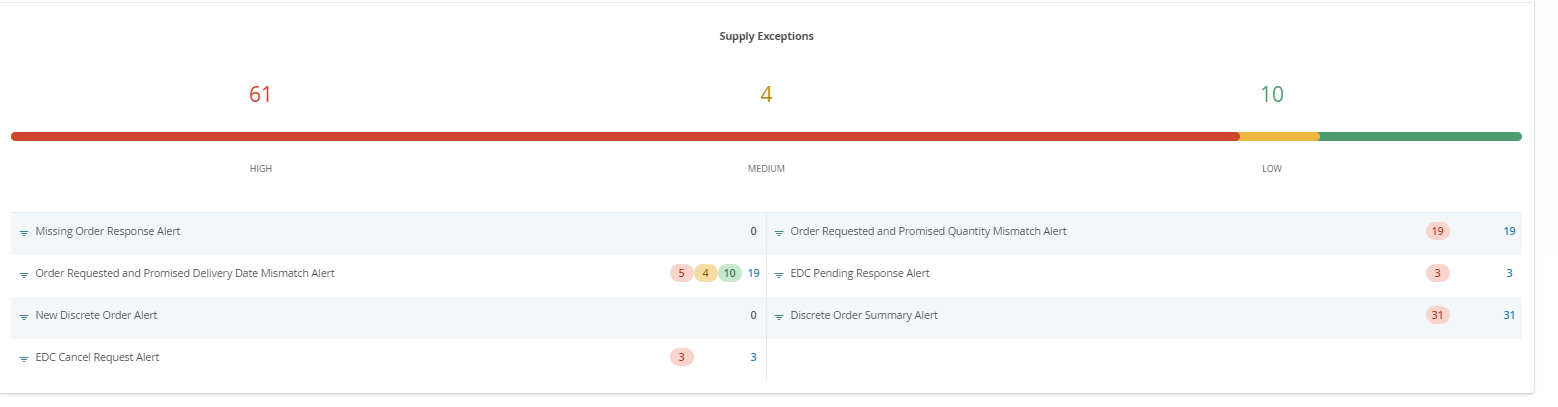 Supply Exceptions
61 4 10
HIGH MEDIUM LOW
Missing Order Response Alert 0
Order Requested and Promised Quantity Mismatch Alert 19 19
Order Requested and Promised Delivery Date Mismatch Alert 5 4 10 19
EDC Pending Response Alert 3 3
New Discrete Order Alert 0
Discrete Order Summary Alert 31 31
EDC Cancel Request Alert 3 3